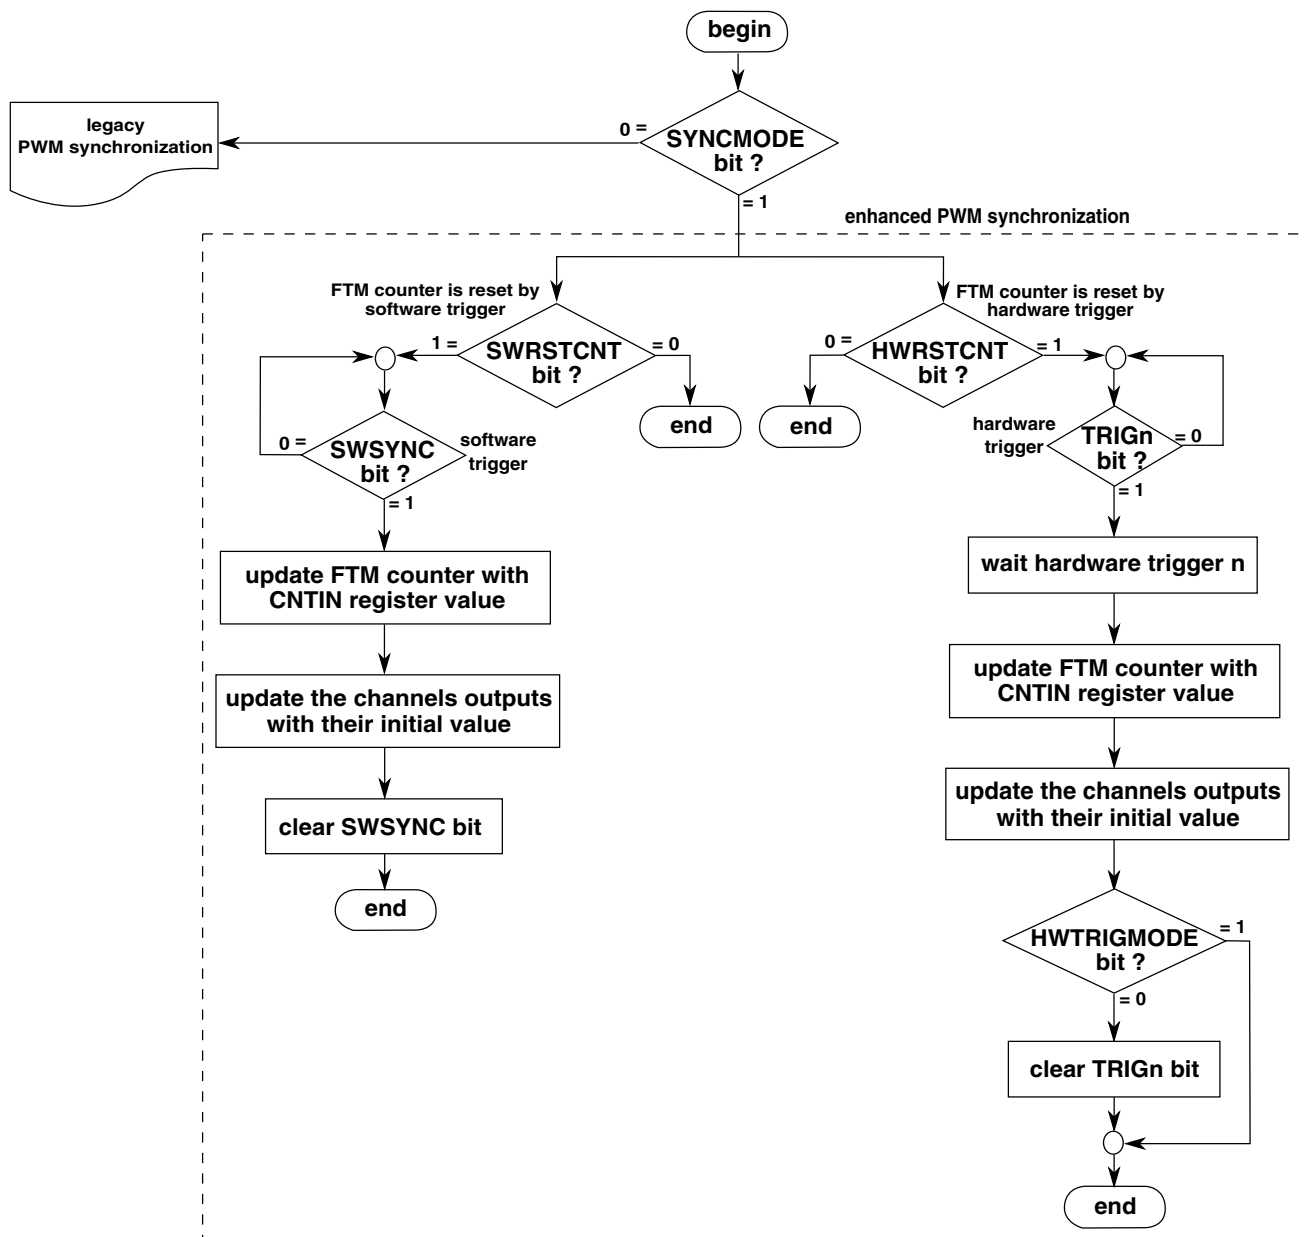 begin
legacy
PWM synchronization
0 =
SYNCMODE
bit ?
= 1
enhanced PWM synchronization
FTM counter is reset by
software trigger
1 =
SWRSTCNT
bit ?
= 0
end
FTM counter is reset by
hardware trigger
0 =
HWRSTCNT
bit ?
= 1
end
0 =
SWSYNC
bit ?
software
trigger
= 1
hardware
trigger
TRIGn
bit ?
= 0
= 1
update FTM counter with
CNTIN register value
update the channels outputs
with their initial value
clear SWSYNC bit
end
wait hardware trigger n
update FTM counter with
CNTIN register value
update the channels outputs
with their initial value
HWTRIGMODE
bit ?
= 1
= 0
clear TRIGn bit
end